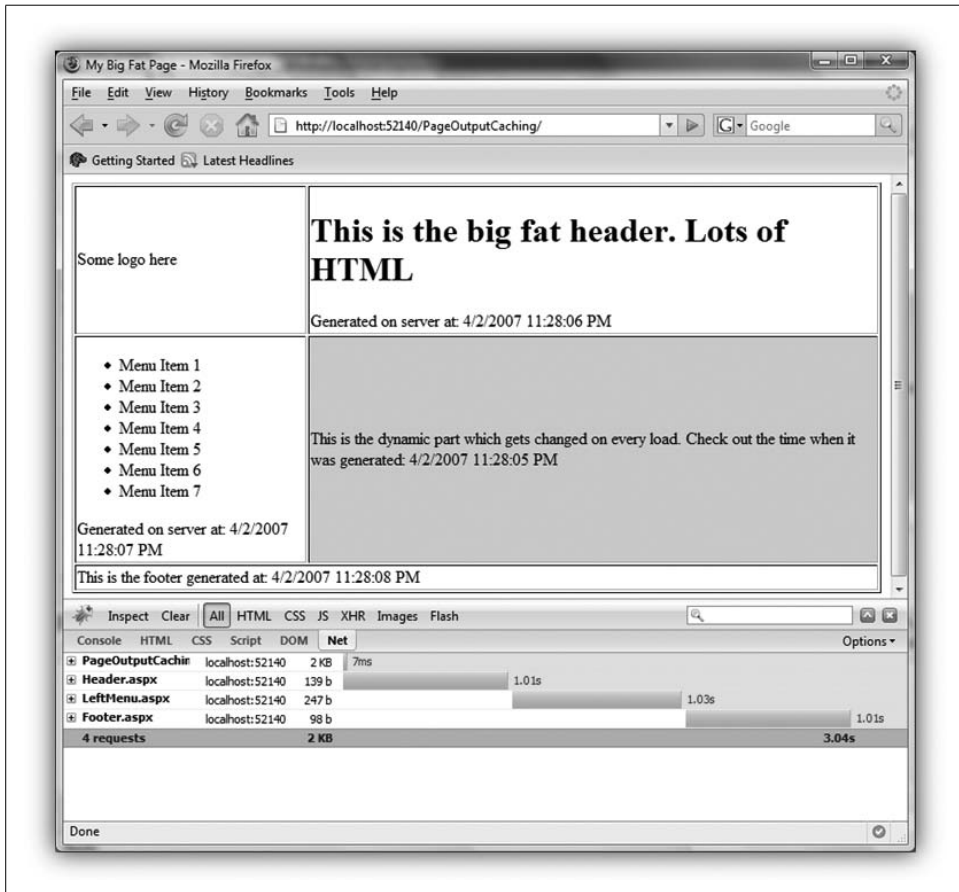 My Big Fat Page - Mozilla Firefox
File Edit View History Bookmarks Tools Help
http://localhost:52140/PageOutputCaching/
G Google
Getting Started Latest Headlines
Some logo here
This is the big fat header. Lots of
HTML
Generated on server at: 4/2/2007 11:28:06 PM
Menu Item 1
Menu Item 2
Menu Item 3
Menu Item 4
Menu Item 5
Menu Item 6
Menu Item 7
Generated on server at: 4/2/2007
11:28:07 PM
This is the dynamic part which gets changed on every load. Check out the time when it
was generated: 4/2/2007 11:28:05 PM
This is the footer generated at: 4/2/2007 11:28:08 PM
Inspect Clear All HTML CSS JS XHR Images Flash
Console HTML CSS Script DOM Net Options
PageOutputCachin localhost:52140 2 KB 7ms
Header.aspx localhost:52140 139 b 1.01s
LeftMenu.aspx localhost:52140 247 b 1.03s
Footer.aspx localhost:52140 98 b 1.01s
4 requests 2 KB 3.04s
Done